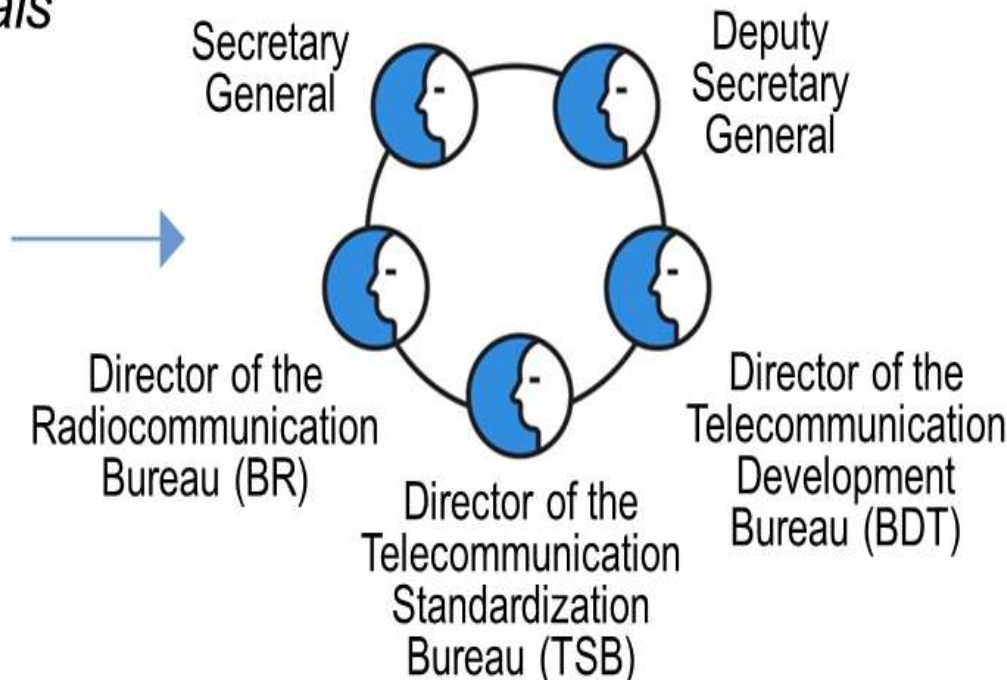 Secretary
General
Deputy
Secretary
General
Director of the
Radiocommunication
Bureau (BR)
Director of the
Telecommunication
Standardization
Bureau (TSB)
Director of the
Telecommunication
Development
Bureau (BDT)